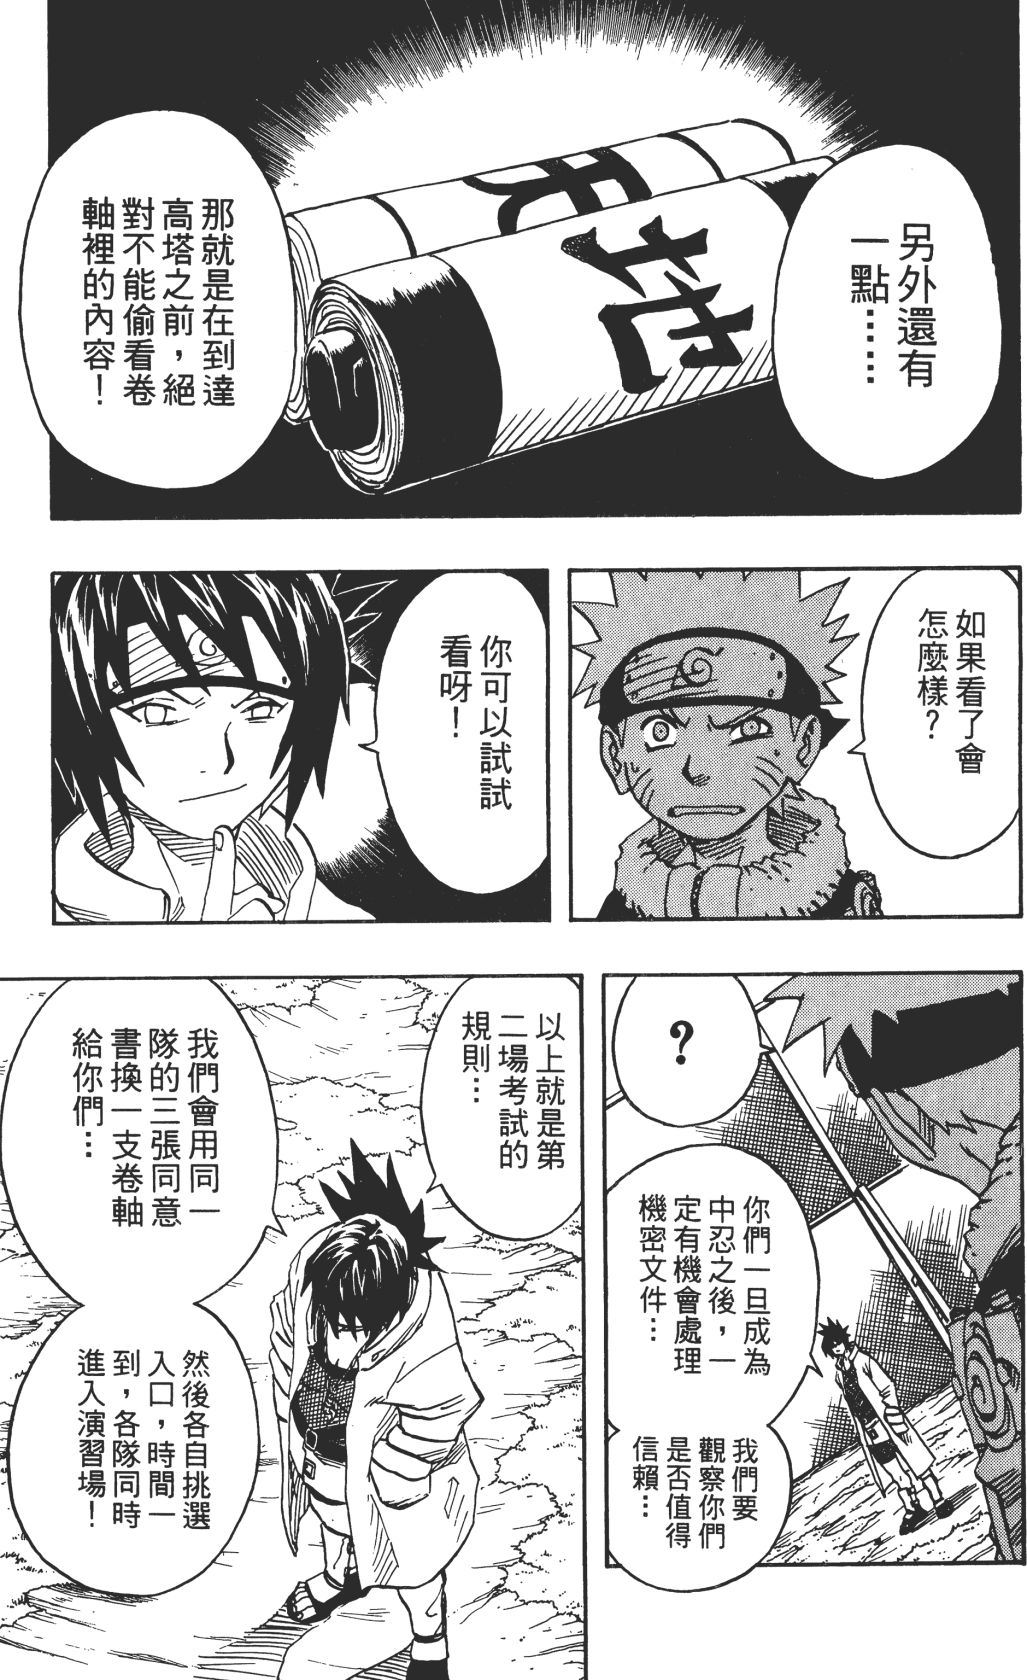 另外還有
一點……
那就是在到達
高塔之前，絕
對不能偷看卷
軸裡的內容！
天
地
如果看了會
怎麼樣？
你可以試試
看呀！
？
你們一旦成為
中忍之後，一
定有機會處理
機密文件…
我們要
觀察你們
是否值得
信賴…
以上就是第
二場考試的
規則…
我們會用同一
隊的三張同意
書換一支卷軸
給你們…
然後各自挑選
入口，時間一
到，各隊同時
進入演習場！